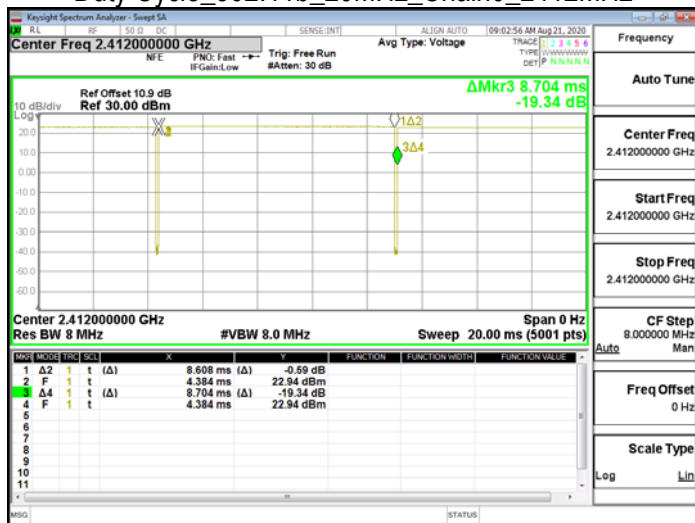 Duty Cycle_802.11b_20MHz_Chain0_2412MHz
Keysight Spectrum Analyzer - Swept SA
RL RF 50 Ω DC SENSE:INT ALIGN AUTO 09:02:56 AM Aug 21, 2020
Center Freq 2.412000000 GHz
NFE
PNO: Fast
IFGain:Low
Trig: Free Run
#Atten: 30 dB
Avg Type: Voltage
TRACE 1 2 3 4 5 6
TYPE WWWWWW
DET P N N N N N
Ref Offset 10.9 dB
Ref 30.00 dBm
10 dB/div
Log
ΔMkr3 8.704 ms
-19.34 dB
20.0
10.0
0.00
-10.0
-20.0
-30.0
-40.0
-50.0
-60.0
1Δ2
3Δ4
Center 2.412000000 GHz Span 0 Hz
Res BW 8 MHz #VBW 8.0 MHz Sweep 20.00 ms (5001 pts)
MKR MODE TRC SCL X Y FUNCTION FUNCTION WIDTH FUNCTION VALUE
1 Δ2 1 t (Δ) 8.608 ms (Δ) -0.59 dB
2 F 1 t 4.384 ms 22.94 dBm
3 Δ4 1 t (Δ) 8.704 ms (Δ) -19.34 dB
4 F 1 t 4.384 ms 22.94 dBm
5
6
7
8
9
10
11
MSG STATUS
Frequency
Auto Tune
Center Freq
2.412000000 GHz
Start Freq
2.412000000 GHz
Stop Freq
2.412000000 GHz
CF Step
8.000000 MHz
Auto Man
Freq Offset
0 Hz
Scale Type
Log Lin